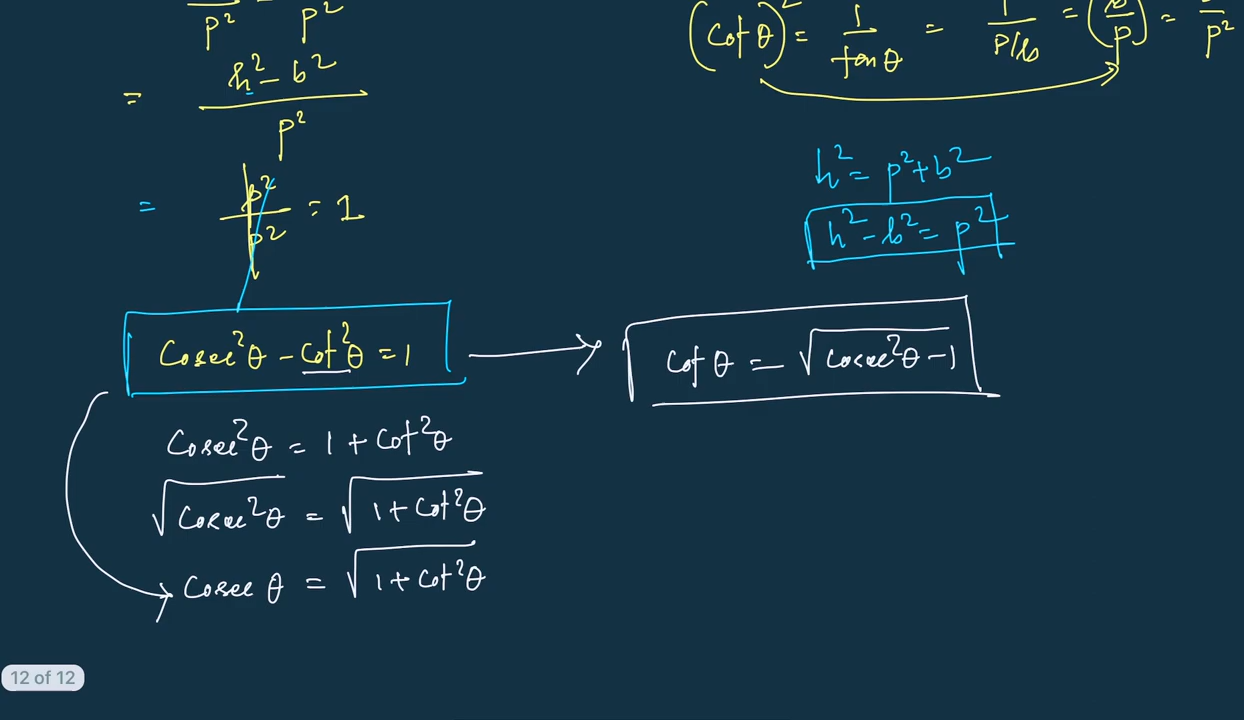 p² p²
= h² - b² / p²
= p² / p² = 1
(Cot θ)² = 1 / tan θ = 1 / P/b = (b/p)² = / p²
h² = p² + b²
h² - b² = p²
Cosec²θ - Cot²θ = 1
Cot θ = √(cosec²θ - 1)
Cosec²θ = 1 + Cot²θ
√Cosec²θ = √(1 + Cot²θ)
Cosec θ = √(1 + Cot²θ)
12 of 12